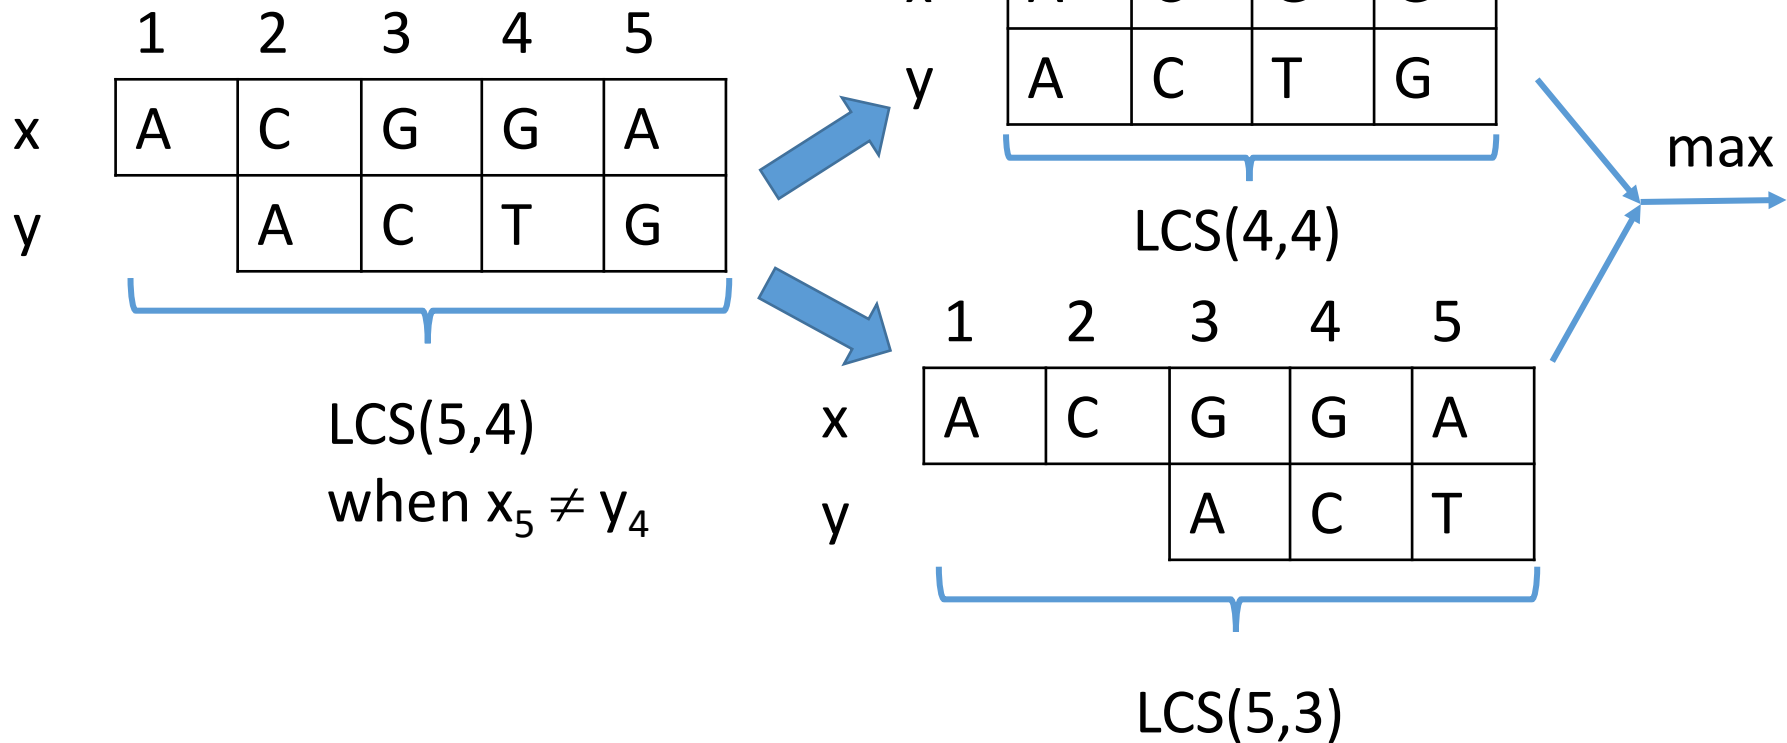 1 2 3 4 5
x A C G G A
y A C T G
LCS(5,4)
when x₅ ≠ y₄
y A C T G
LCS(4,4)
1 2 3 4 5
x A C G G A
y A C T
LCS(5,3)
max